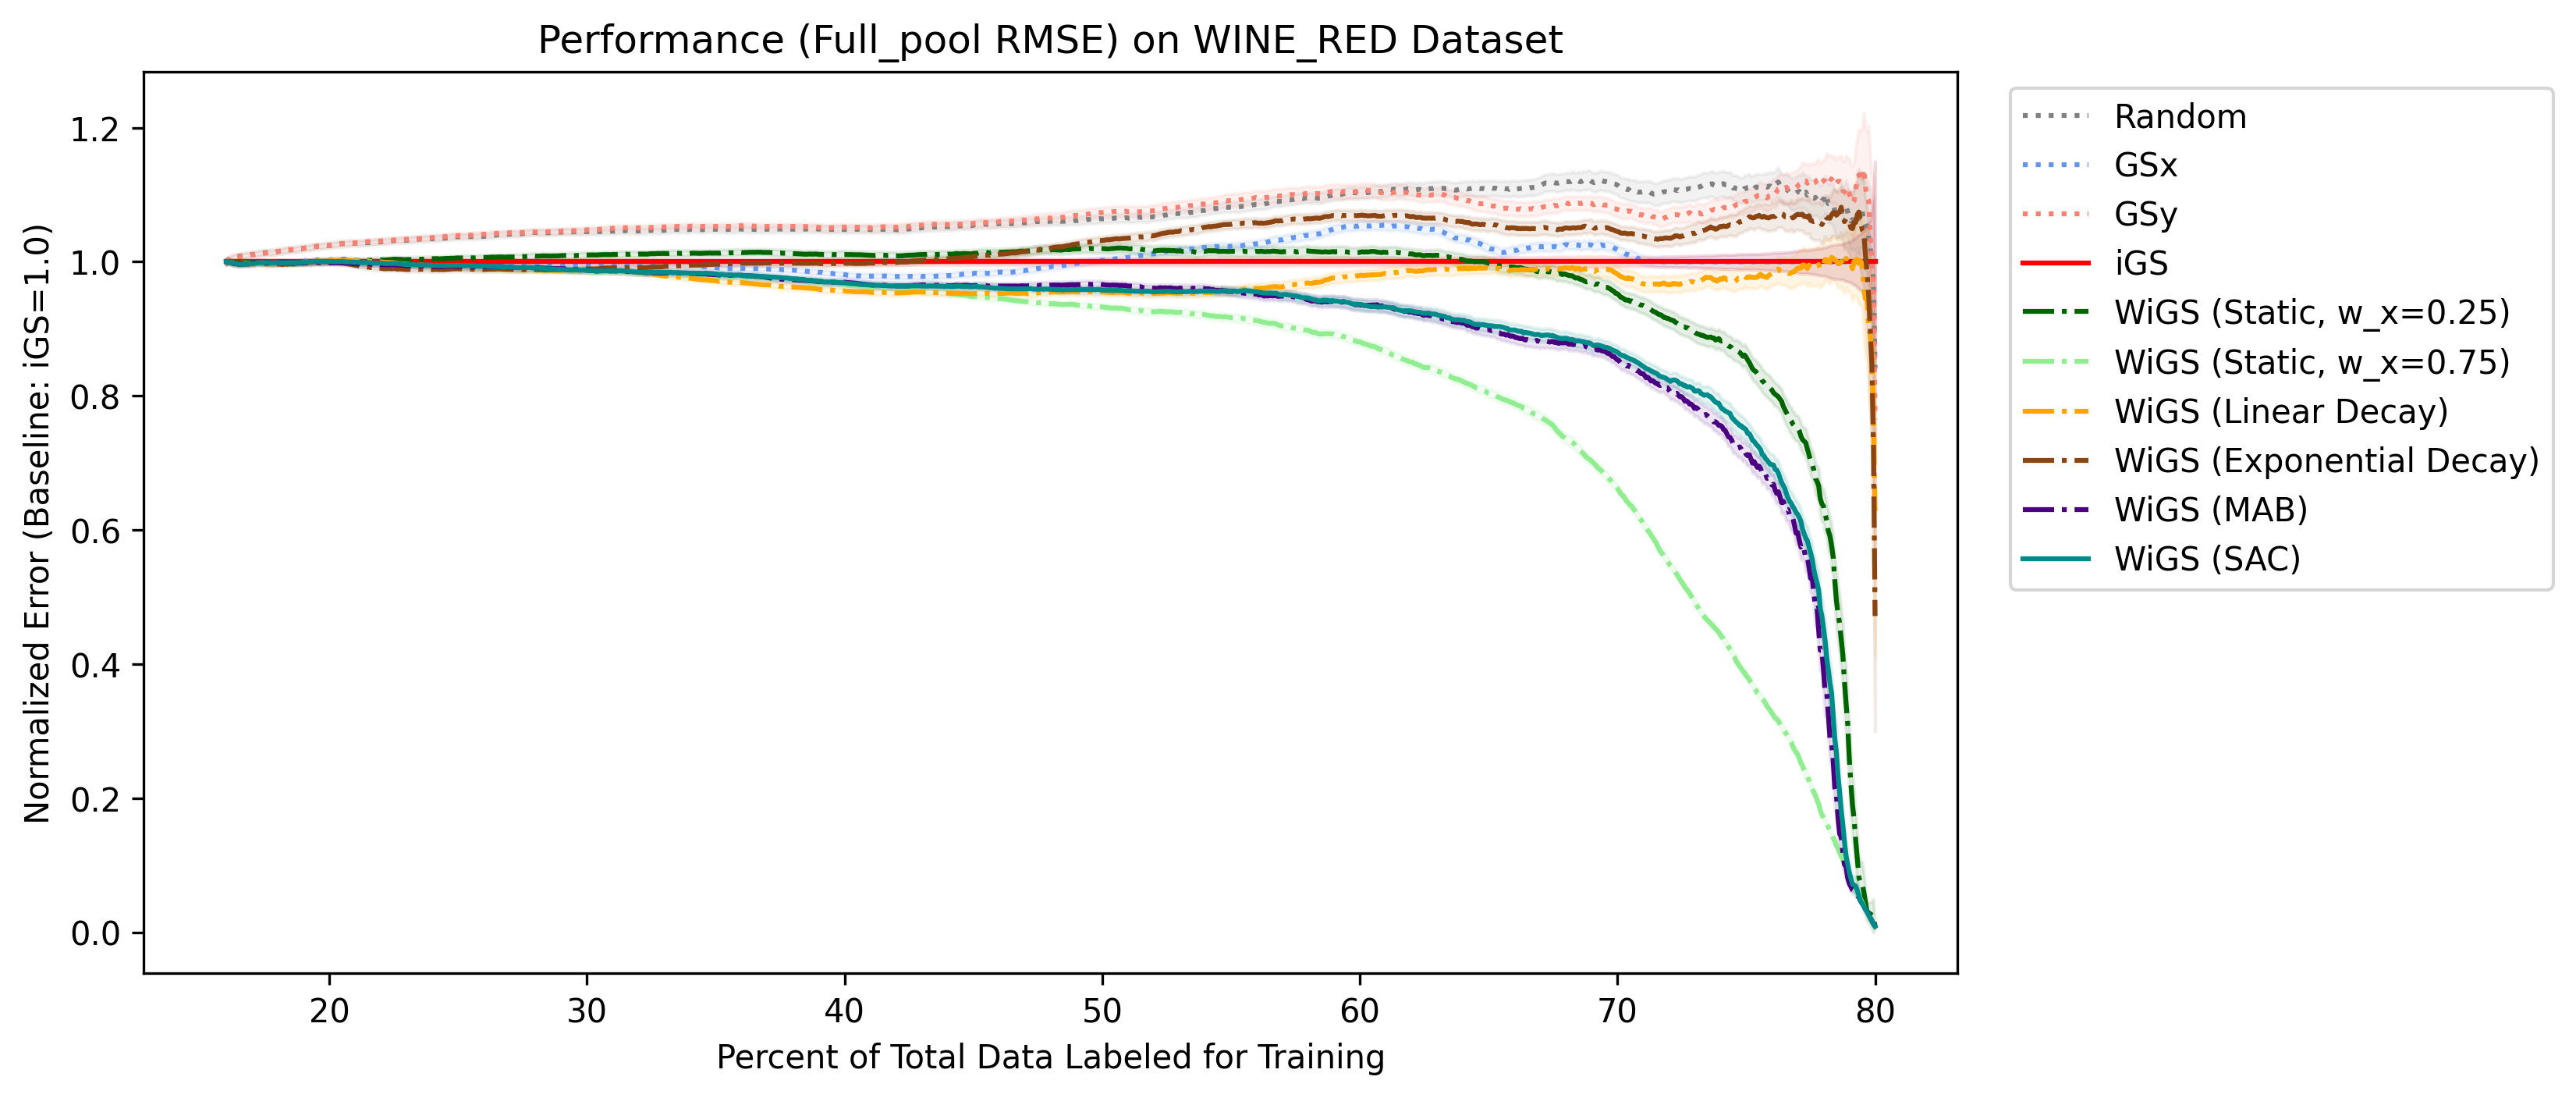 Performance (Full_pool RMSE) on WINE_RED Dataset
Normalized Error (Baseline: iGS=1.0)
1.2
1.0
0.8
0.6
0.4
0.2
0.0
20 30 40 50 60 70 80
Percent of Total Data Labeled for Training
Random
GSx
GSy
iGS
WiGS (Static, w_x=0.25)
WiGS (Static, w_x=0.75)
WiGS (Linear Decay)
WiGS (Exponential Decay)
WiGS (MAB)
WiGS (SAC)